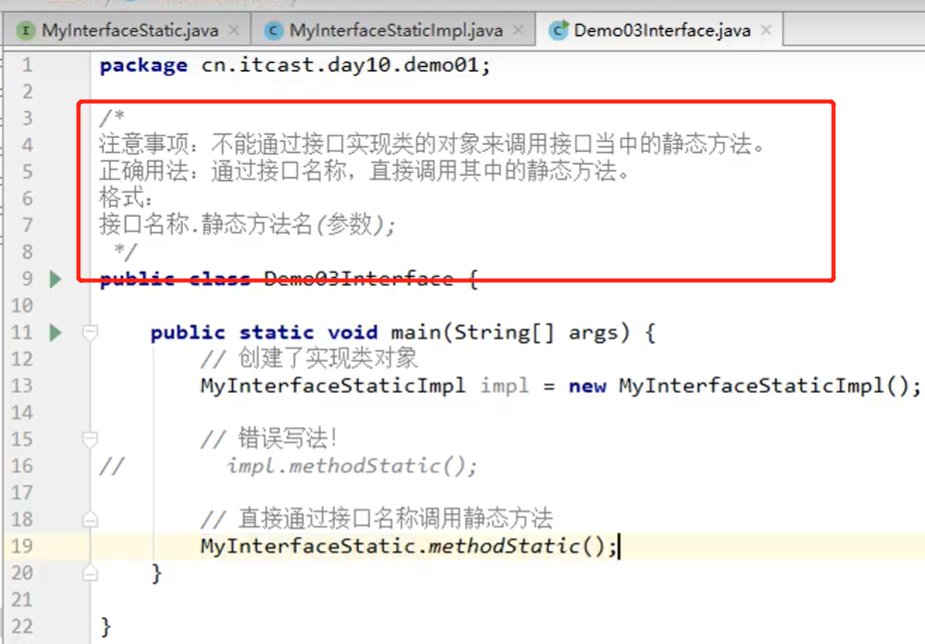 MyInterfaceStatic.java
MyInterfaceStaticImpl.java
Demo03Interface.java
1 package cn.itcast.day10.demo01;
2
3 /*
4 注意事项：不能通过接口实现类的对象来调用接口当中的静态方法。
5 正确用法：通过接口名称，直接调用其中的静态方法。
6 格式：
7 接口名称.静态方法名(参数);
8 */
9 public class Demo03Interface {
10
11 public static void main(String[] args) {
12 // 创建了实现类对象
13 MyInterfaceStaticImpl impl = new MyInterfaceStaticImpl();
14
15 // 错误写法！
16 // impl.methodStatic();
17
18 // 直接通过接口名称调用静态方法
19 MyInterfaceStatic.methodStatic();
20 }
21
22 }